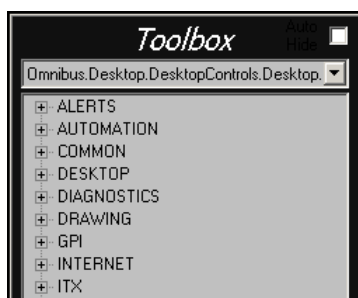 Toolbox
Auto
Hide
Omnibus.Desktop.DesktopControls.Desktop.
ALERTS
AUTOMATION
COMMON
DESKTOP
DIAGNOSTICS
DRAWING
GPI
INTERNET
ITX